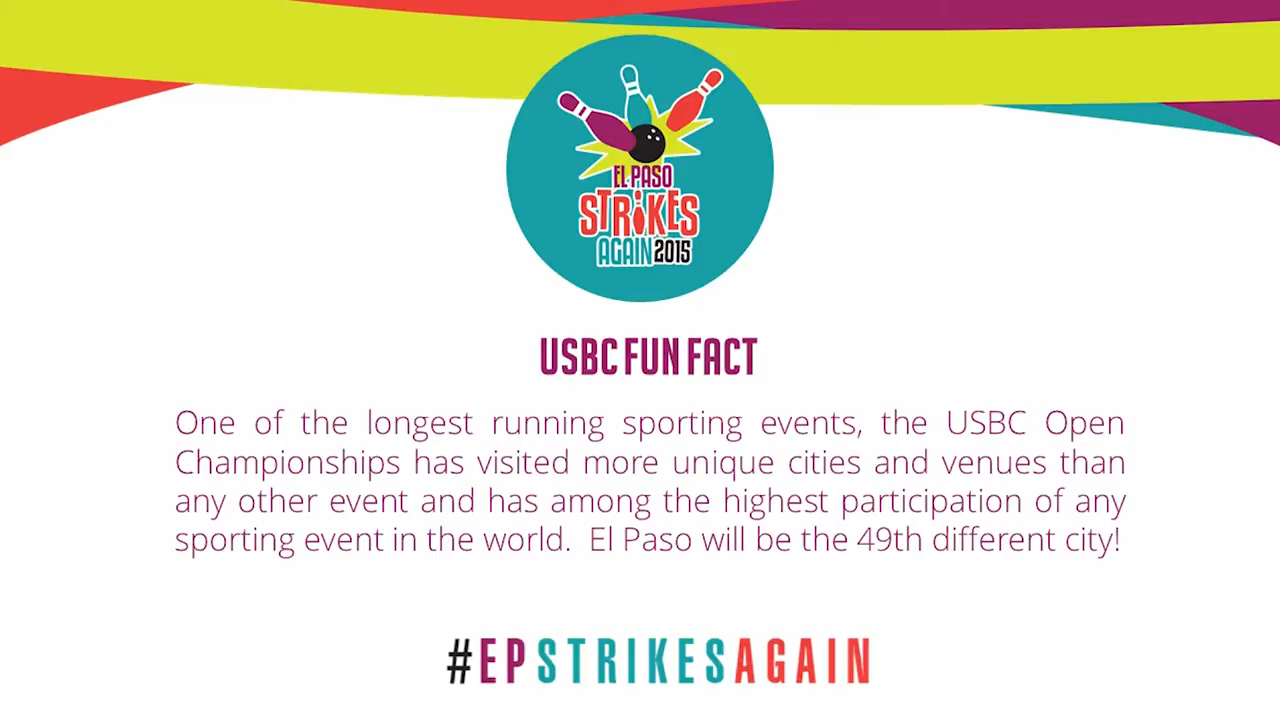 EL PASO
STRIKES
AGAIN 2015
USBC FUN FACT
One of the longest running sporting events, the USBC Open
Championships has visited more unique cities and venues than
any other event and has among the highest participation of any
sporting event in the world.  El Paso will be the 49th different city!
#EPSTRIKESAGAIN